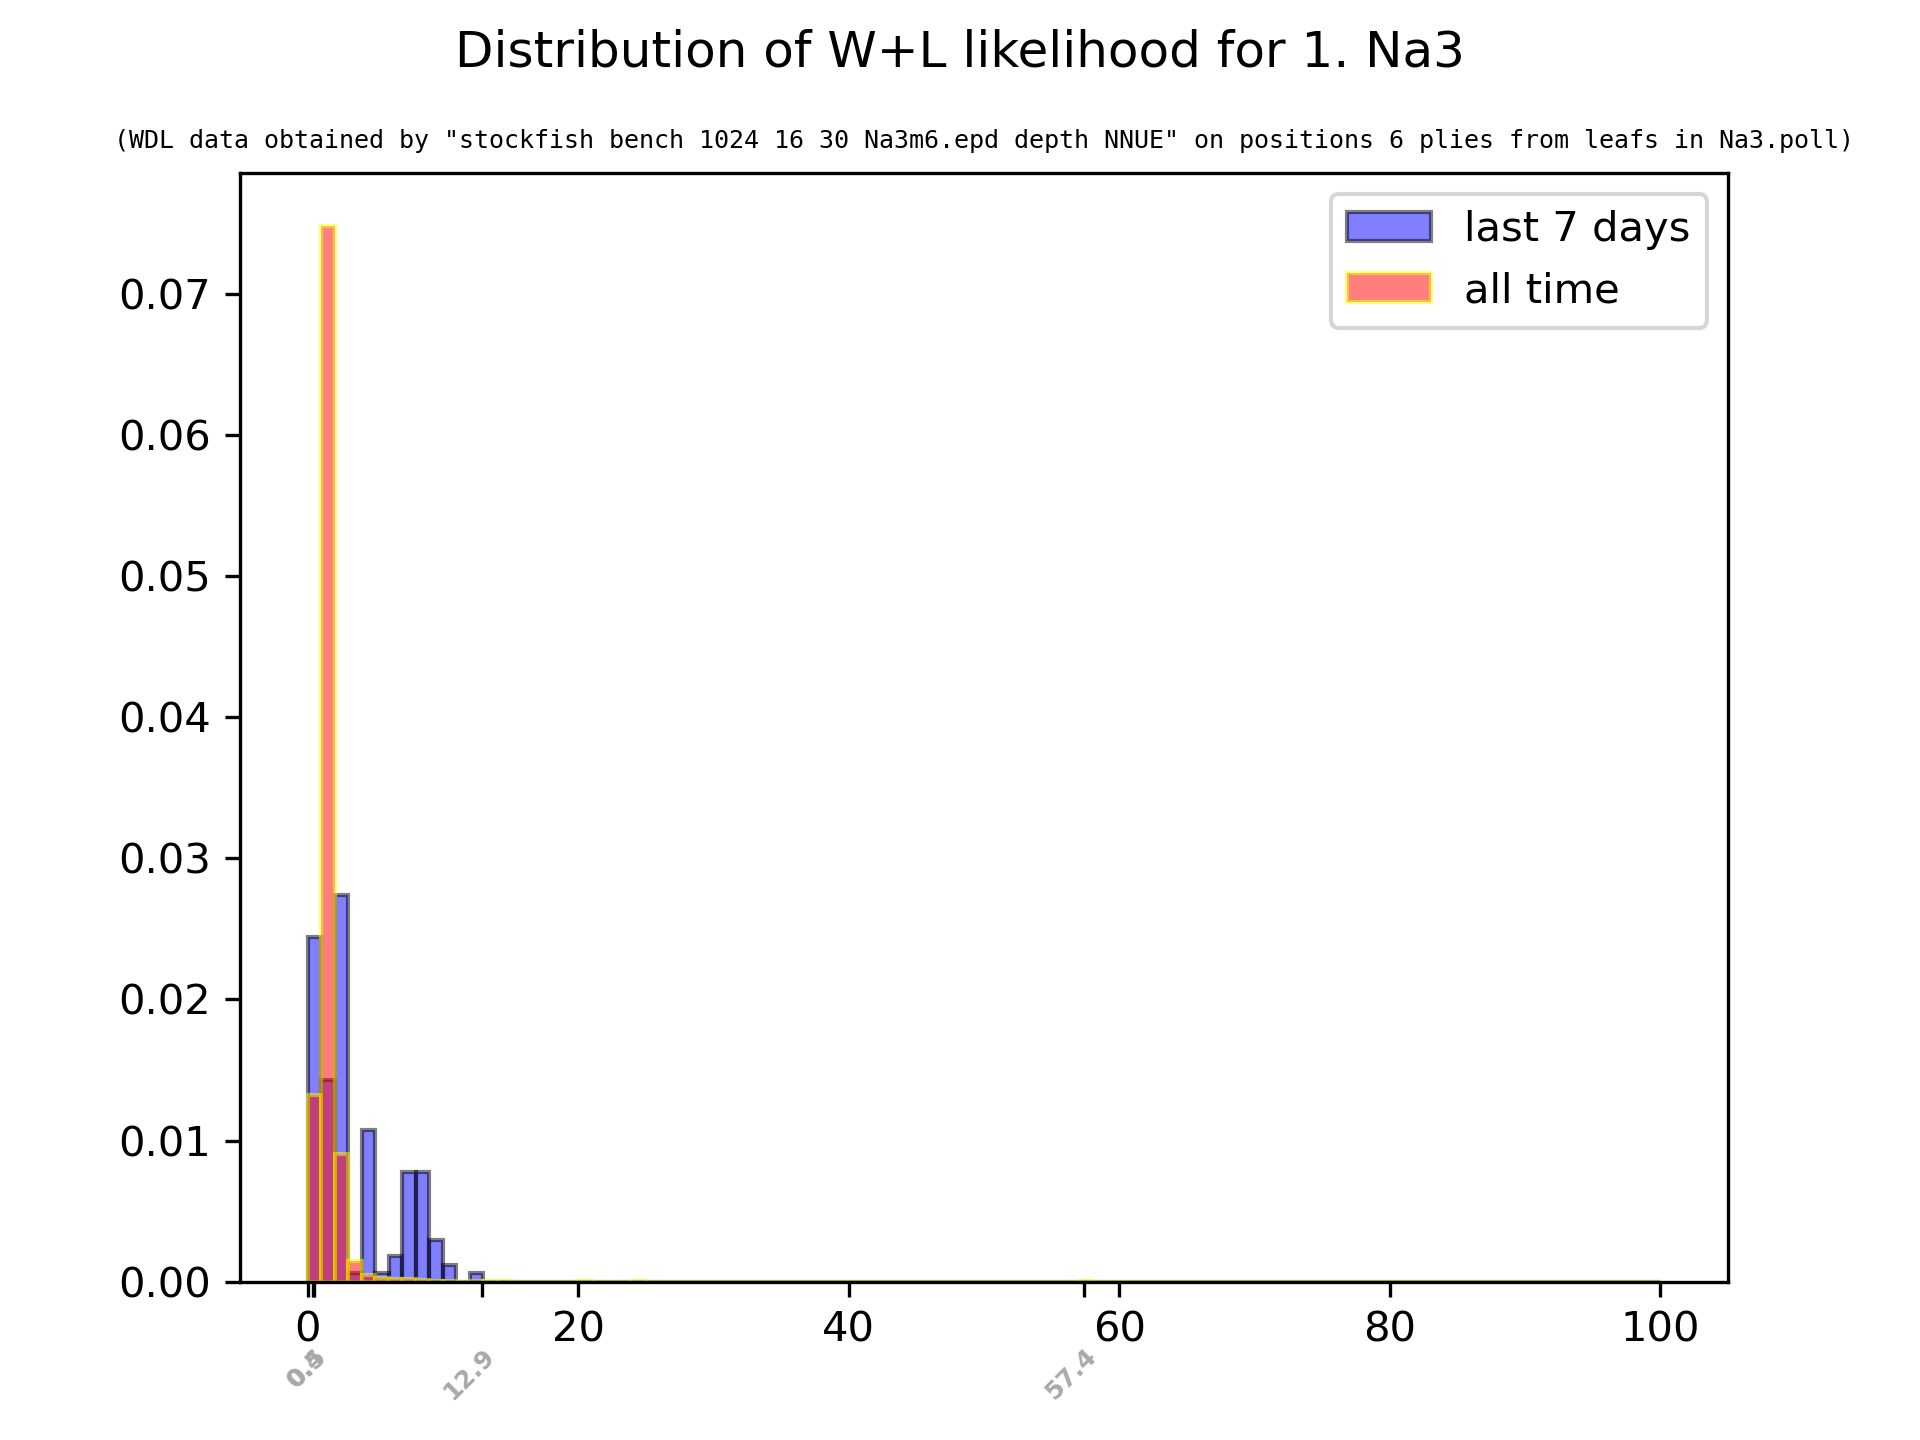 Distribution of W+L likelihood for 1. Na3
(WDL data obtained by "stockfish bench 1024 16 30 Na3m6.epd depth NNUE" on positions 6 plies from leafs in Na3.poll)
last 7 days
all time
0.07
0.06
0.05
0.04
0.03
0.02
0.01
0.00
0 20 40 60 80 100
12.9 57.4